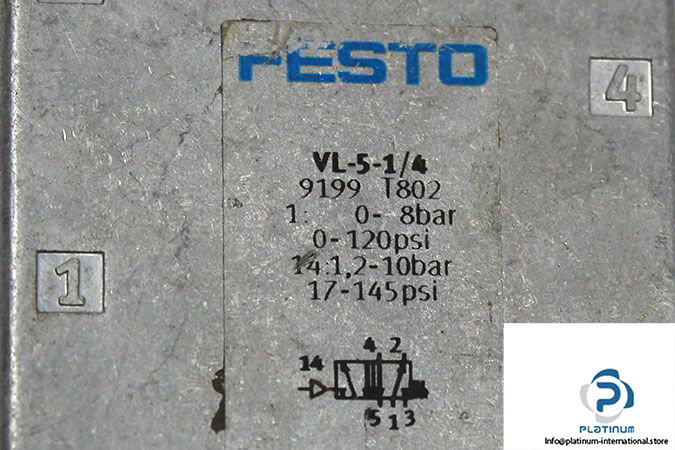 FESTO
4
VL-5-1/4
9199 T802
1: 0- 8bar
0-120psi
14:1,2-10bar
17-145psi
1
4 2
14
5 1 3
PLATINUM
Info@platinum-international.store